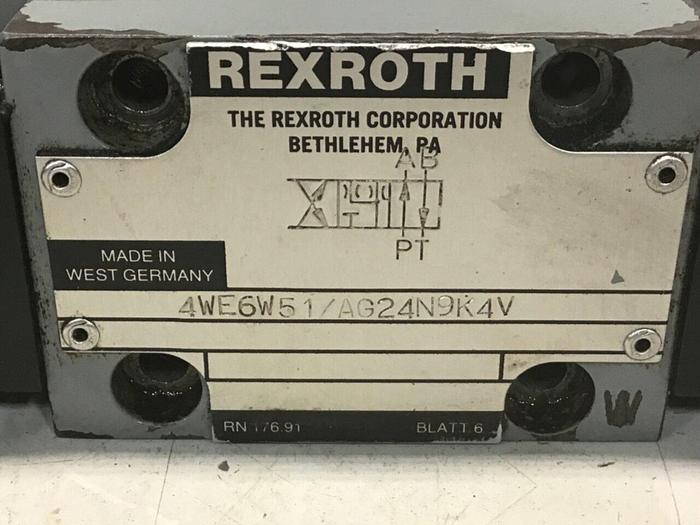 REXROTH
THE REXROTH CORPORATION
BETHLEHEM, PA
AB
PT
MADE IN
WEST GERMANY
4WE6W51/AG24N9K4V
RN 176.91
BLATT 6
W